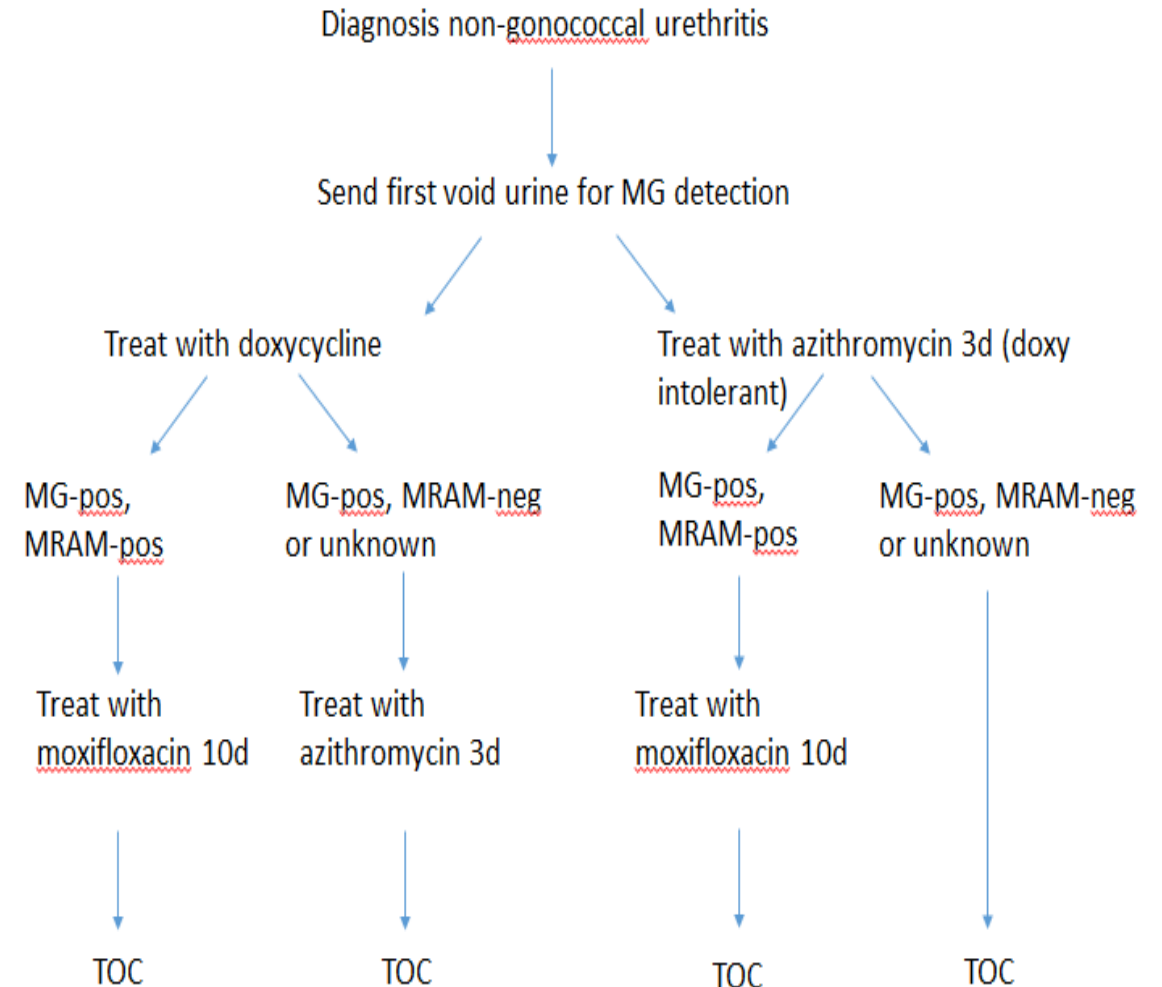 Diagnosis non-gonococcal urethritis
Send first void urine for MG detection
Treat with doxycycline
Treat with azithromycin 3d (doxy
intolerant)
MG-pos,
MRAM-pos
MG-pos, MRAM-neg
or unknown
MG-pos,
MRAM-pos
MG-pos, MRAM-neg
or unknown
Treat with
moxifloxacin 10d
Treat with
azithromycin 3d
Treat with
moxifloxacin 10d
TOC
TOC
TOC
TOC